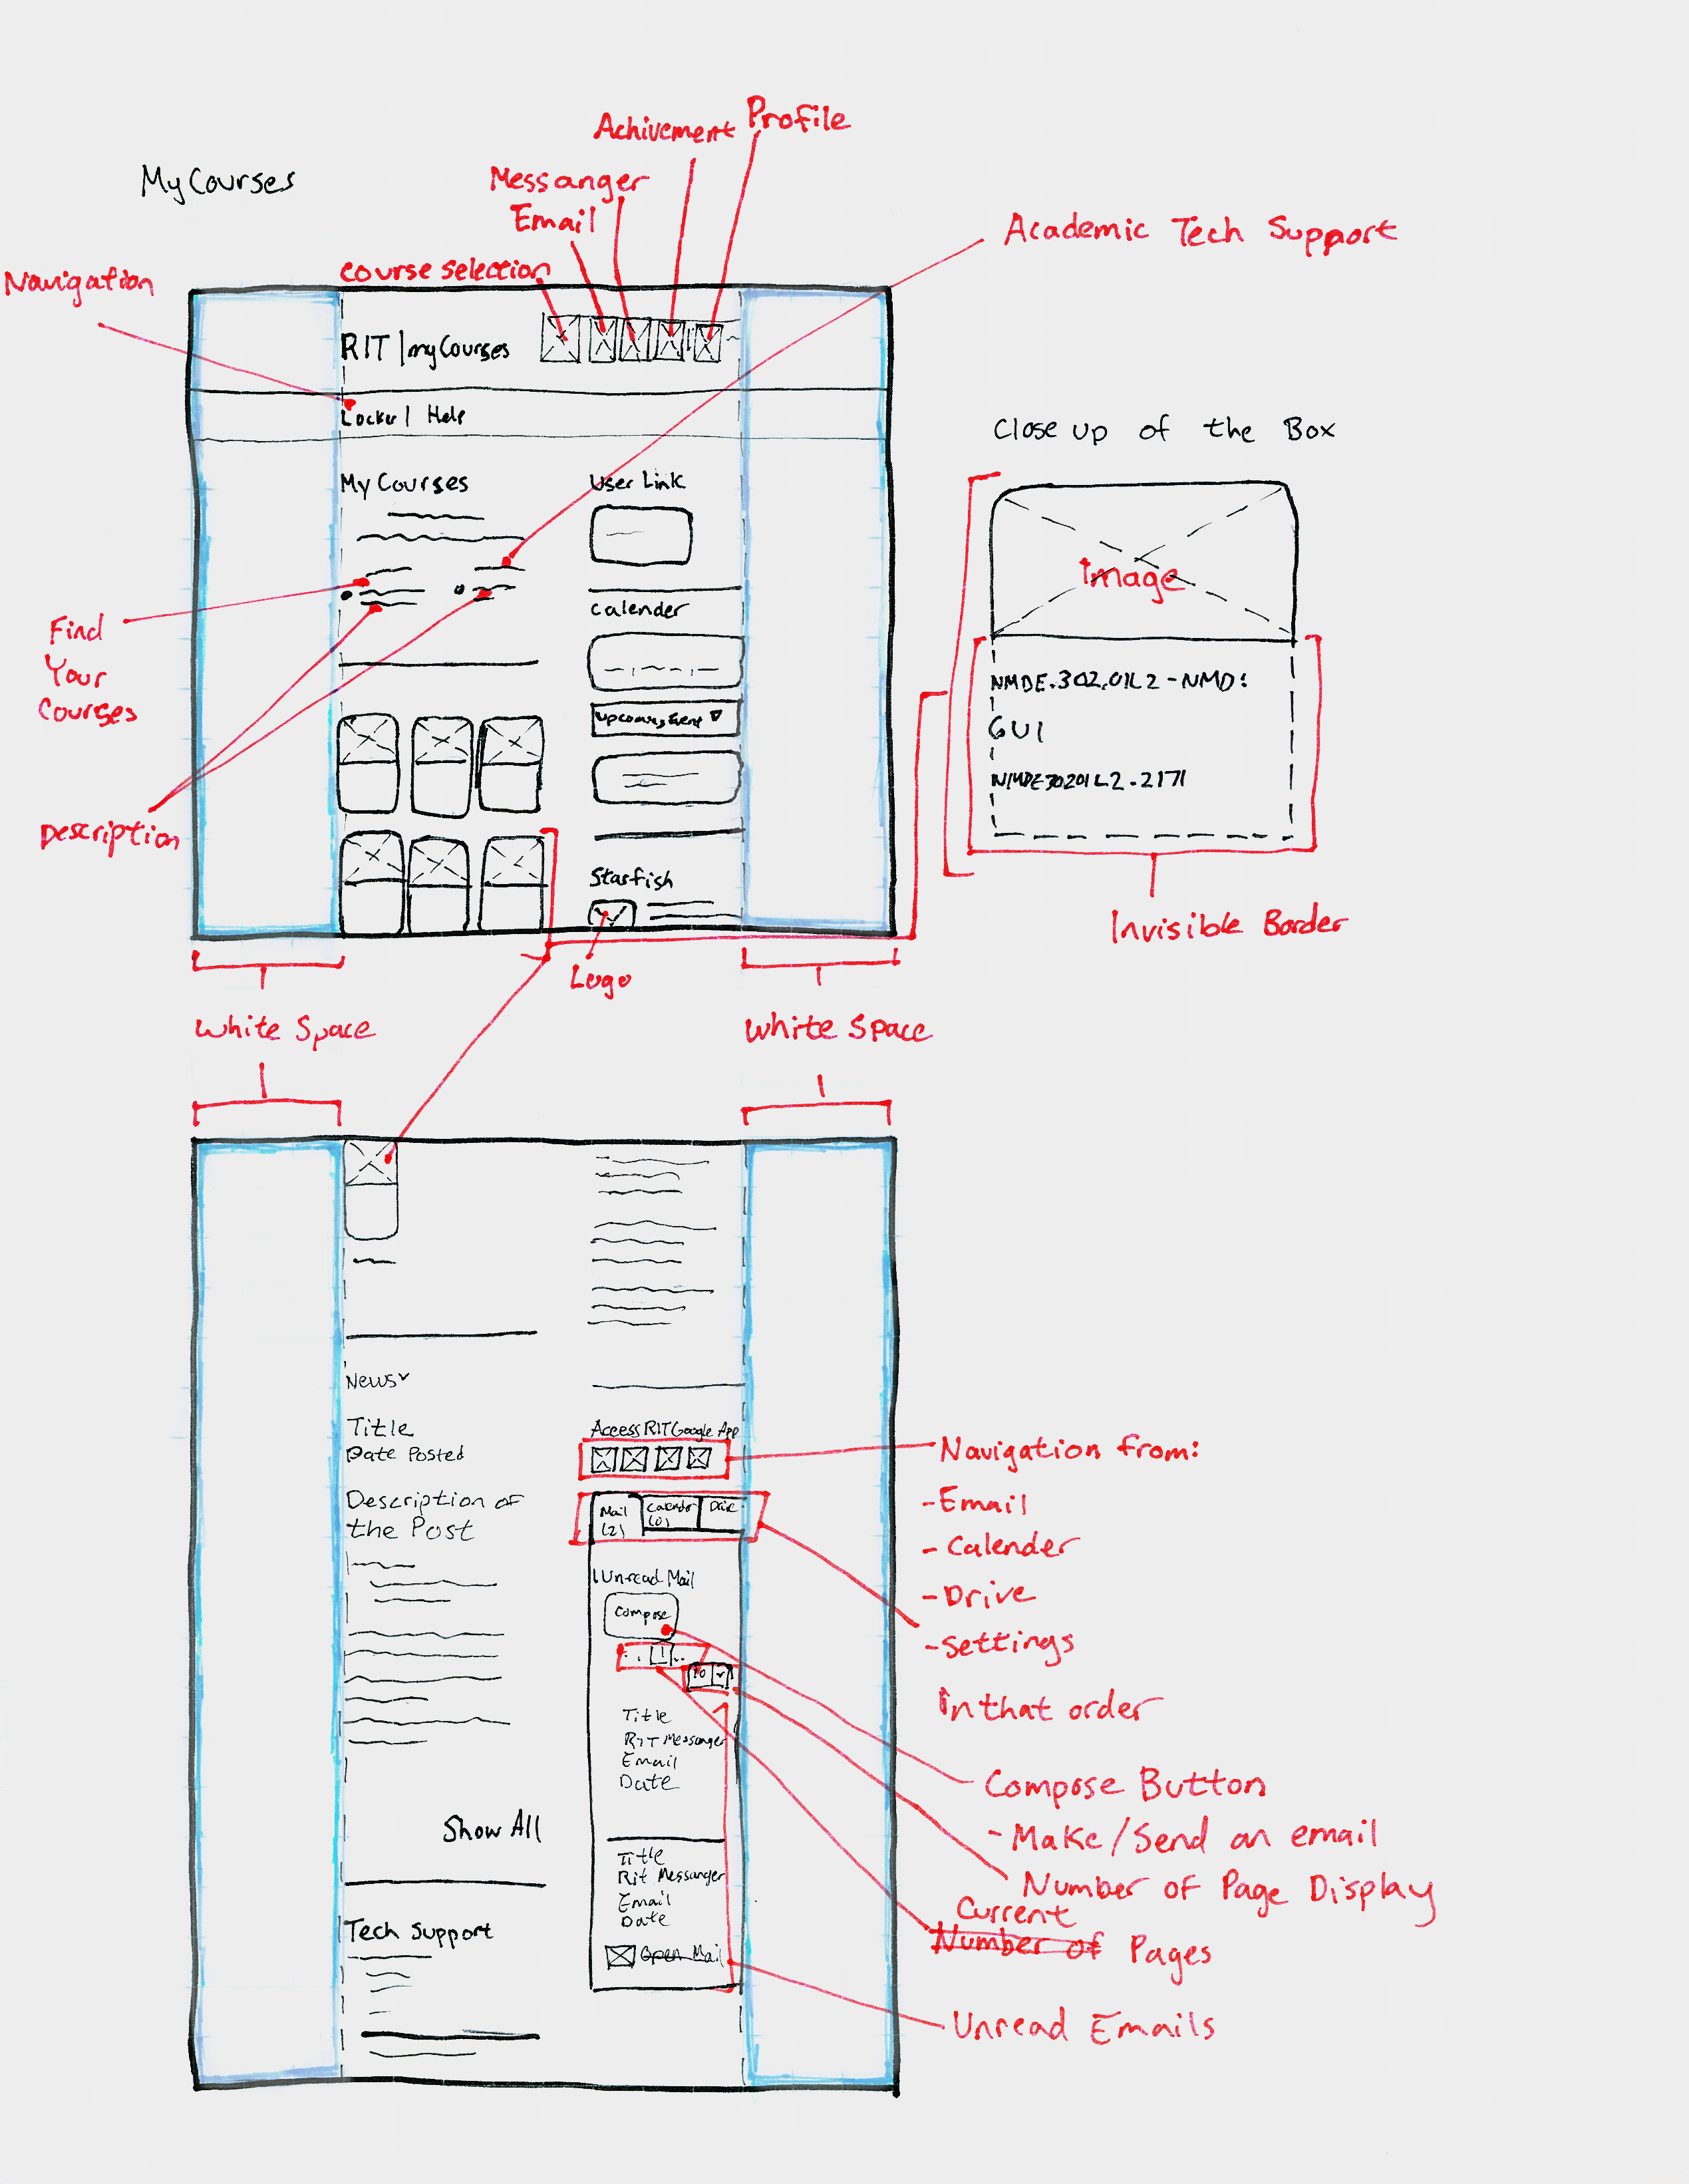 My Courses
Achivement
Profile
Messanger
Email
course selection
Navigation
Academic Tech Support
RIT | myCourses
Locker | Help
My Courses
User Link
Find
Your
Courses
Description
Calender
Upcoming Event
Starfish
Logo
Close up of the Box
image
NMDE.302.01L2-NMD:
GUI
NMDE30201L2.2171
Invisible Border
White Space
White Space
News
Title
Date Posted
Description of
the Post
Show All
Tech Support
Access RIT Google App
Mail
(2)
Calender
(0)
Drive
Unread Mail
Compose
10
Title
RIT Messanger
Email
Date
Title
Rit Messanger
Email
Date
Open Mail
Navigation from:
-Email
-Calender
-Drive
-Settings
In that order
Compose Button
-Make/Send an email
Number of Page Display
Current
Number of Pages
Unread Emails